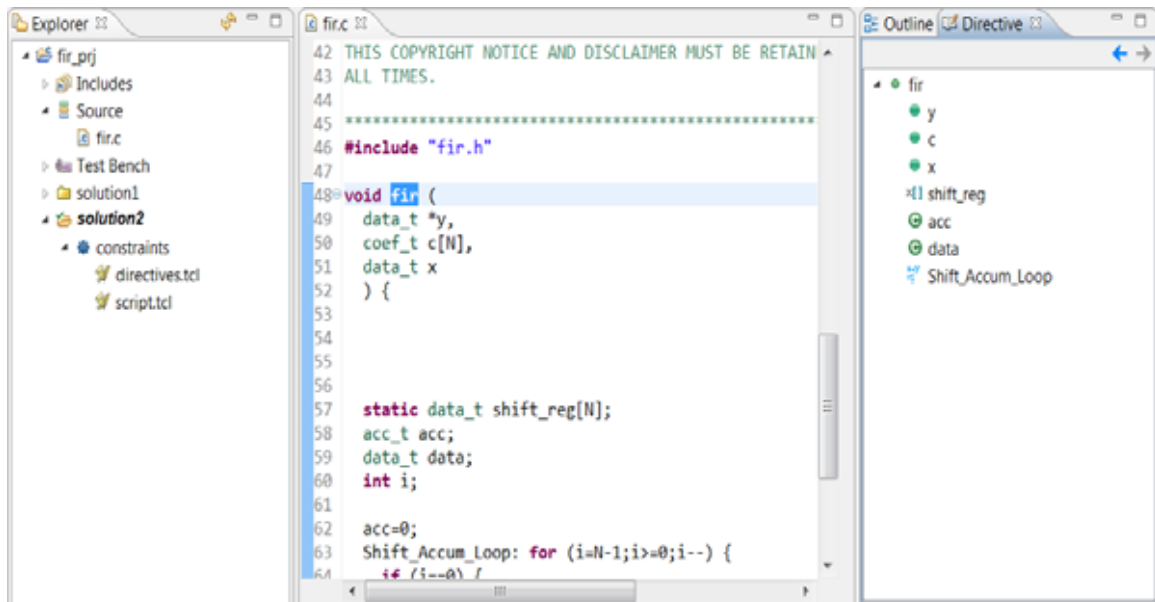 Explorer
fir_prj
Includes
Source
fir.c
Test Bench
solution1
solution2
constraints
directives.tcl
script.tcl
fir.c
42 THIS COPYRIGHT NOTICE AND DISCLAIMER MUST BE RETAIN
43 ALL TIMES.
44
45 ****************************************************
46 #include "fir.h"
47
48 void fir (
49 data_t *y,
50 coef_t c[N],
51 data_t x
52 ) {
53
54
55
56
57 static data_t shift_reg[N];
58 acc_t acc;
59 data_t data;
60 int i;
61
62 acc=0;
63 Shift_Accum_Loop: for (i=N-1;i>=0;i--) {
64 if (i==0) {
Outline Directive
fir
y
c
x
x[] shift_reg
acc
data
Shift_Accum_Loop